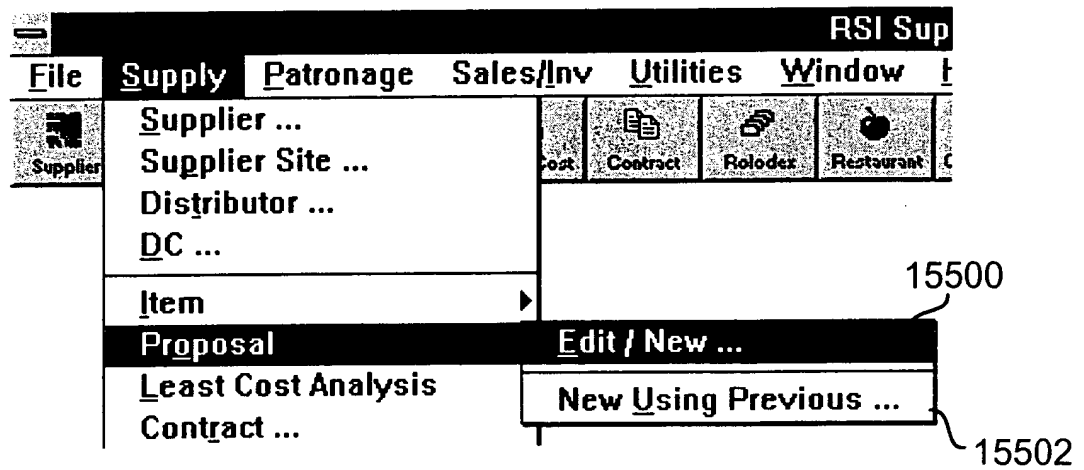 RSI Sup
File Supply Patronage Sales/Inv Utilities Window
Supplier Cost Contract Rolodex Restaurant
Supplier ...
Supplier Site ...
Distributor ...
DC ...
Item
Proposal
Least Cost Analysis
Contract ...
Edit / New ...
New Using Previous ...
15500
15502